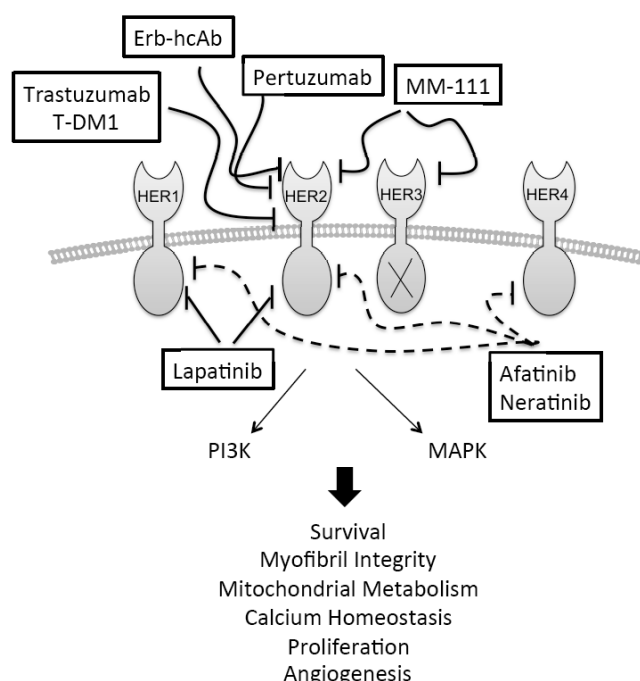 Erb-hcAb
Pertuzumab
MM-111
Trastuzumab
T-DM1
HER1
HER2
HER3
HER4
Lapatinib
Afatinib
Neratinib
PI3K
MAPK
Survival
Myofibril Integrity
Mitochondrial Metabolism
Calcium Homeostasis
Proliferation
Angiogenesis